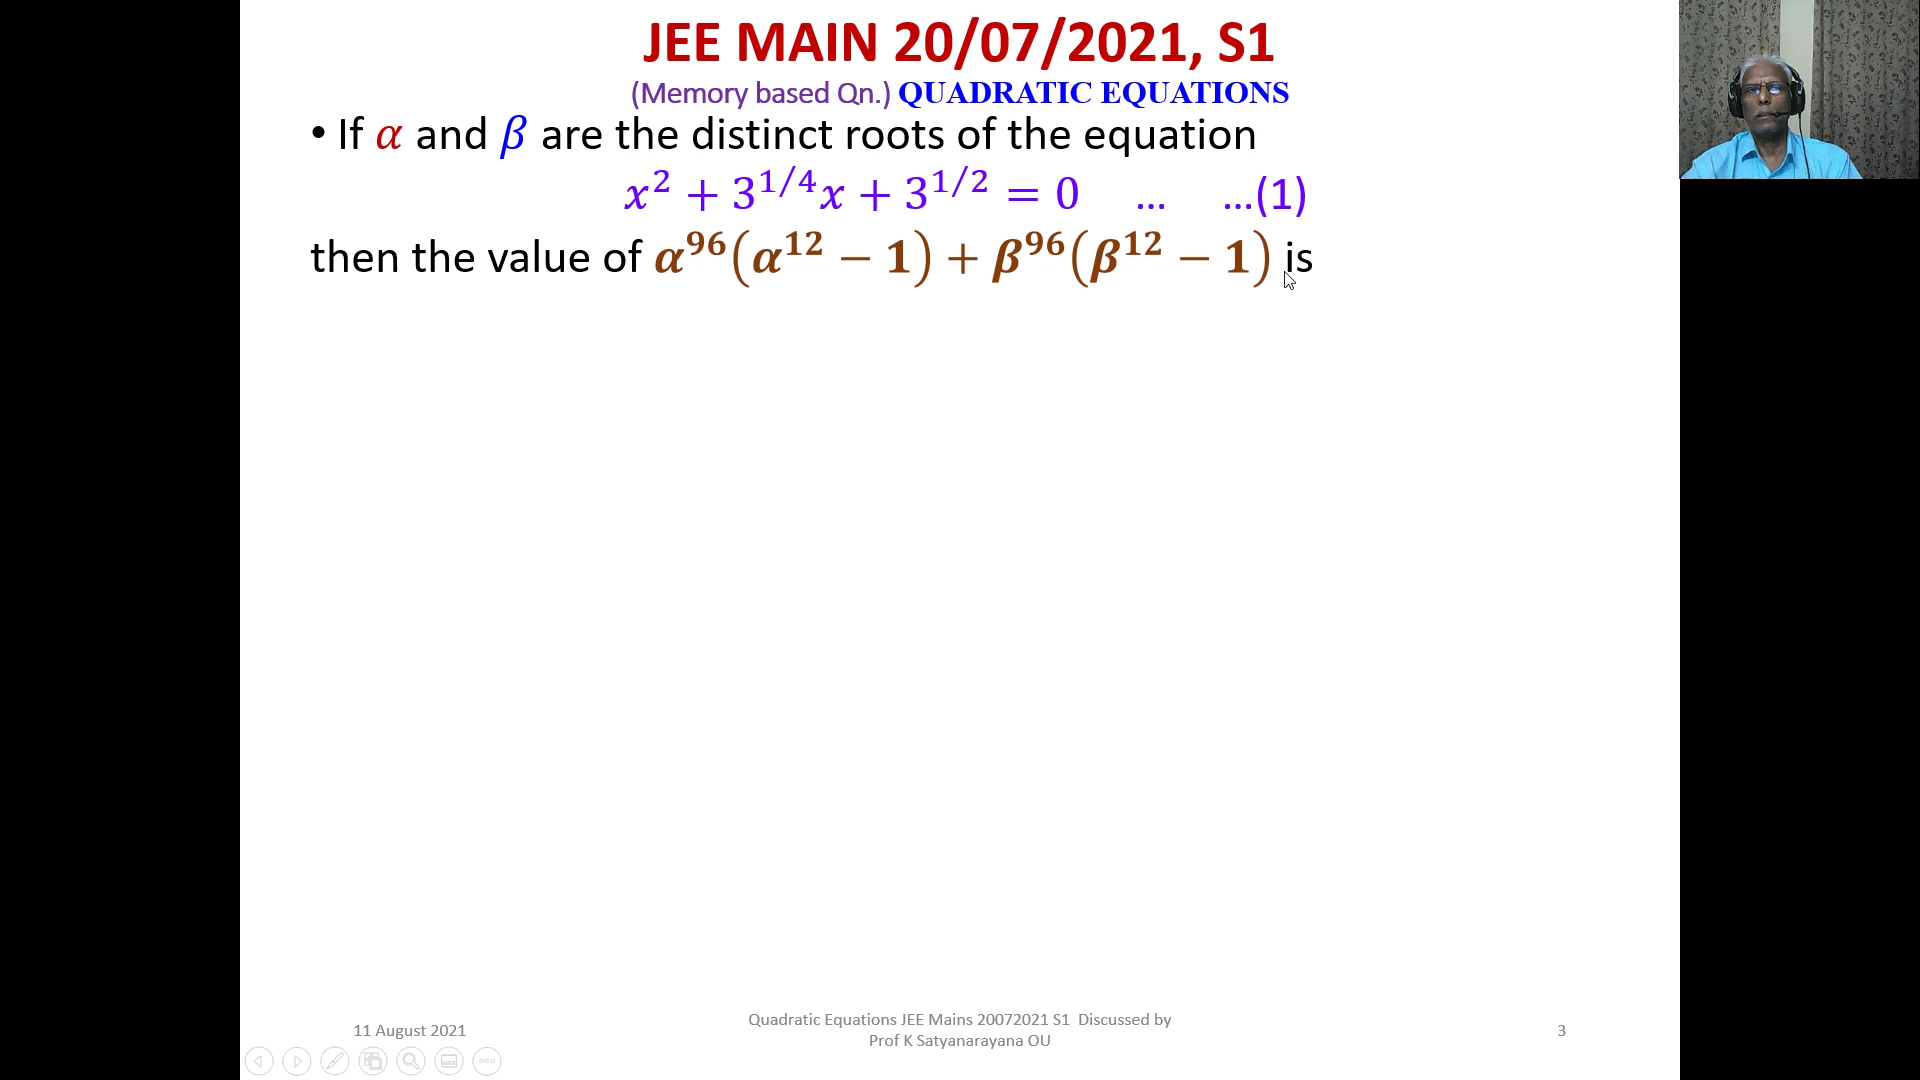 JEE MAIN 20/07/2021, S1
(Memory based Qn.) QUADRATIC EQUATIONS
• If α and β are the distinct roots of the equation
x² + 3^{1/4}x + 3^{1/2} = 0 … …(1)
then the value of α^{96}(α^{12} − 1) + β^{96}(β^{12} − 1) is
11 August 2021
Quadratic Equations JEE Mains 20072021 S1 Discussed by
Prof K Satyanarayana OU
3